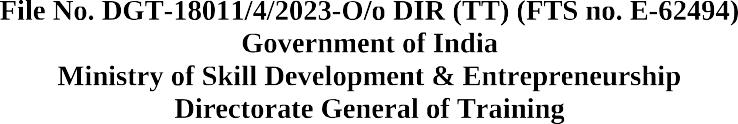 File No. DGT-18011/4/2023-O/o DIR (TT) (FTS no. E-62494)
Government of India
Ministry of Skill Development & Entrepreneurship
Directorate General of Training